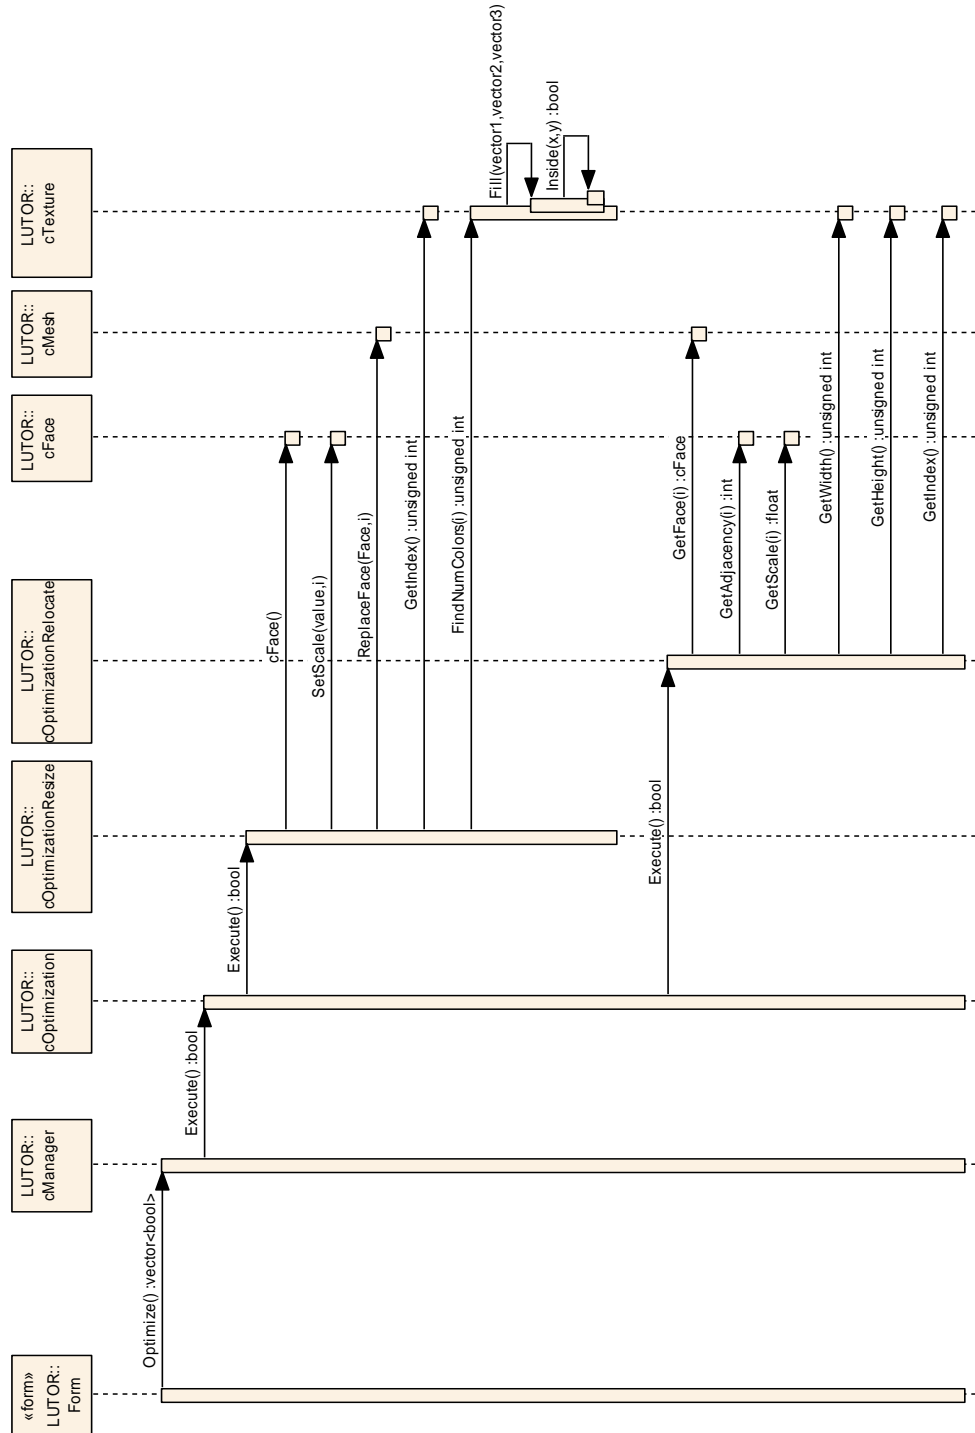 «form»
LUTOR::
Form
LUTOR::
cManager
LUTOR::
cOptimization
LUTOR::
cOptimizationResize
LUTOR::
cOptimizationRelocate
LUTOR::
cFace
LUTOR::
cMesh
LUTOR::
cTexture
Optimize() :vector<bool>
Execute() :bool
Execute() :bool
cFace()
SetScale(value,i)
ReplaceFace(Face,i)
GetIndex() :unsigned int
FindNumColors(i) :unsigned int
Fill(vector1,vector2,vector3)
Inside(x,y) :bool
Execute() :bool
GetFace(i) :cFace
GetAdjacency(i) :int
GetScale(i) :float
GetWidth() :unsigned int
GetHeight() :unsigned int
GetIndex() :unsigned int